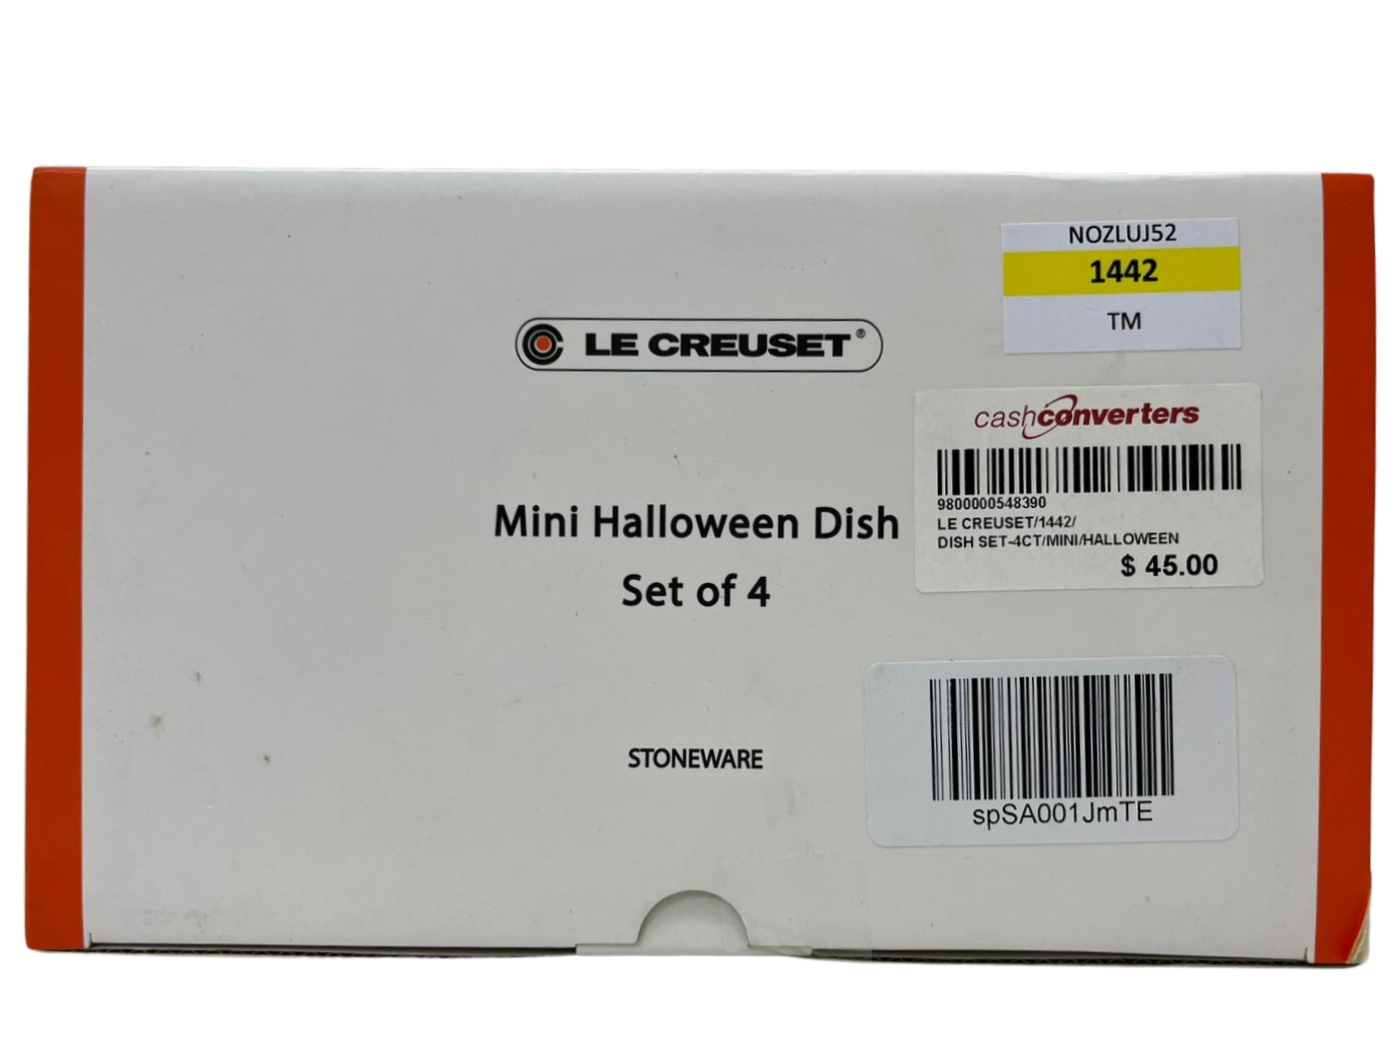 NOZLUJ52
1442
TM
LE CREUSET®
cashconverters
9800000548390
LE CREUSET/1442/
DISH SET-4CT/MINI/HALLOWEEN
$ 45.00
Mini Halloween Dish
Set of 4
STONEWARE
spSA001JmTE